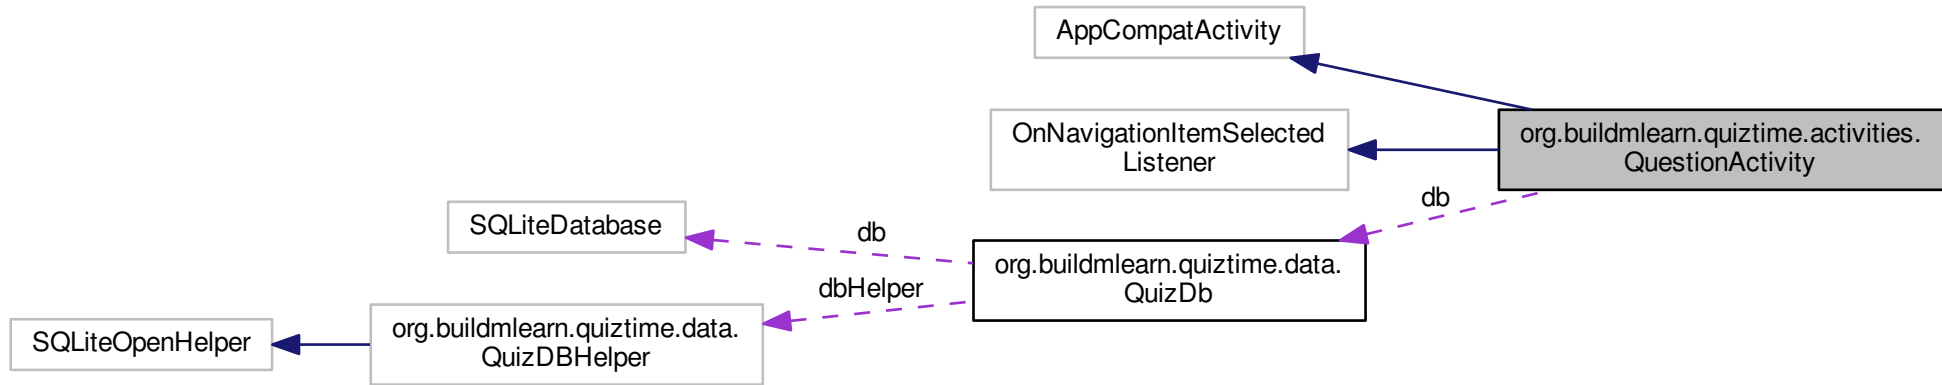 AppCompatActivity
OnNavigationItemSelected
Listener
org.buildmlearn.quiztime.activities.
QuestionActivity
db
SQLiteDatabase
db
org.buildmlearn.quiztime.data.
QuizDb
dbHelper
SQLiteOpenHelper
org.buildmlearn.quiztime.data.
QuizDBHelper